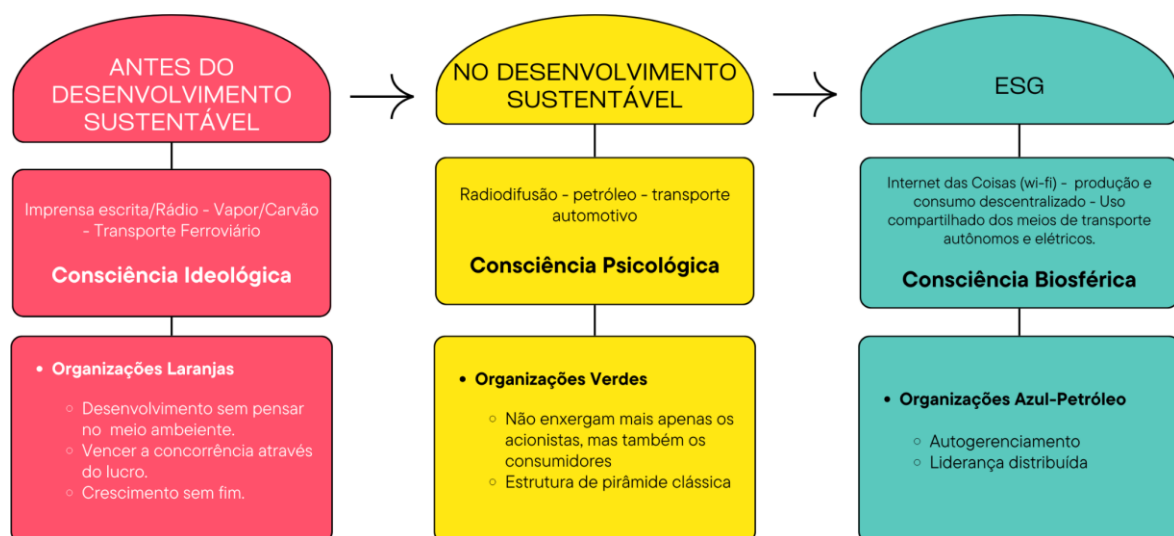 ANTES DO
DESENVOLVIMENTO
SUSTENTÁVEL
Imprensa escrita/Rádio - Vapor/Carvão
- Transporte Ferroviário
Consciência Ideológica
• Organizações Laranjas
○ Desenvolvimento sem pensar
no meio ambeiente.
○ Vencer a concorrência através
do lucro.
○ Crescimento sem fim.
NO DESENVOLVIMENTO
SUSTENTÁVEL
Radiodifusão - petróleo - transporte
automotivo
Consciência Psicológica
• Organizações Verdes
○ Não enxergam mais apenas os
acionistas, mas também os
consumidores
○ Estrutura de pirâmide clássica
ESG
Internet das Coisas (wi-fi) - produção e
consumo descentralizado - Uso
compartilhado dos meios de transporte
autônomos e elétricos.
Consciência Biosférica
• Organizações Azul-Petróleo
○ Autogerenciamento
○ Liderança distribuída